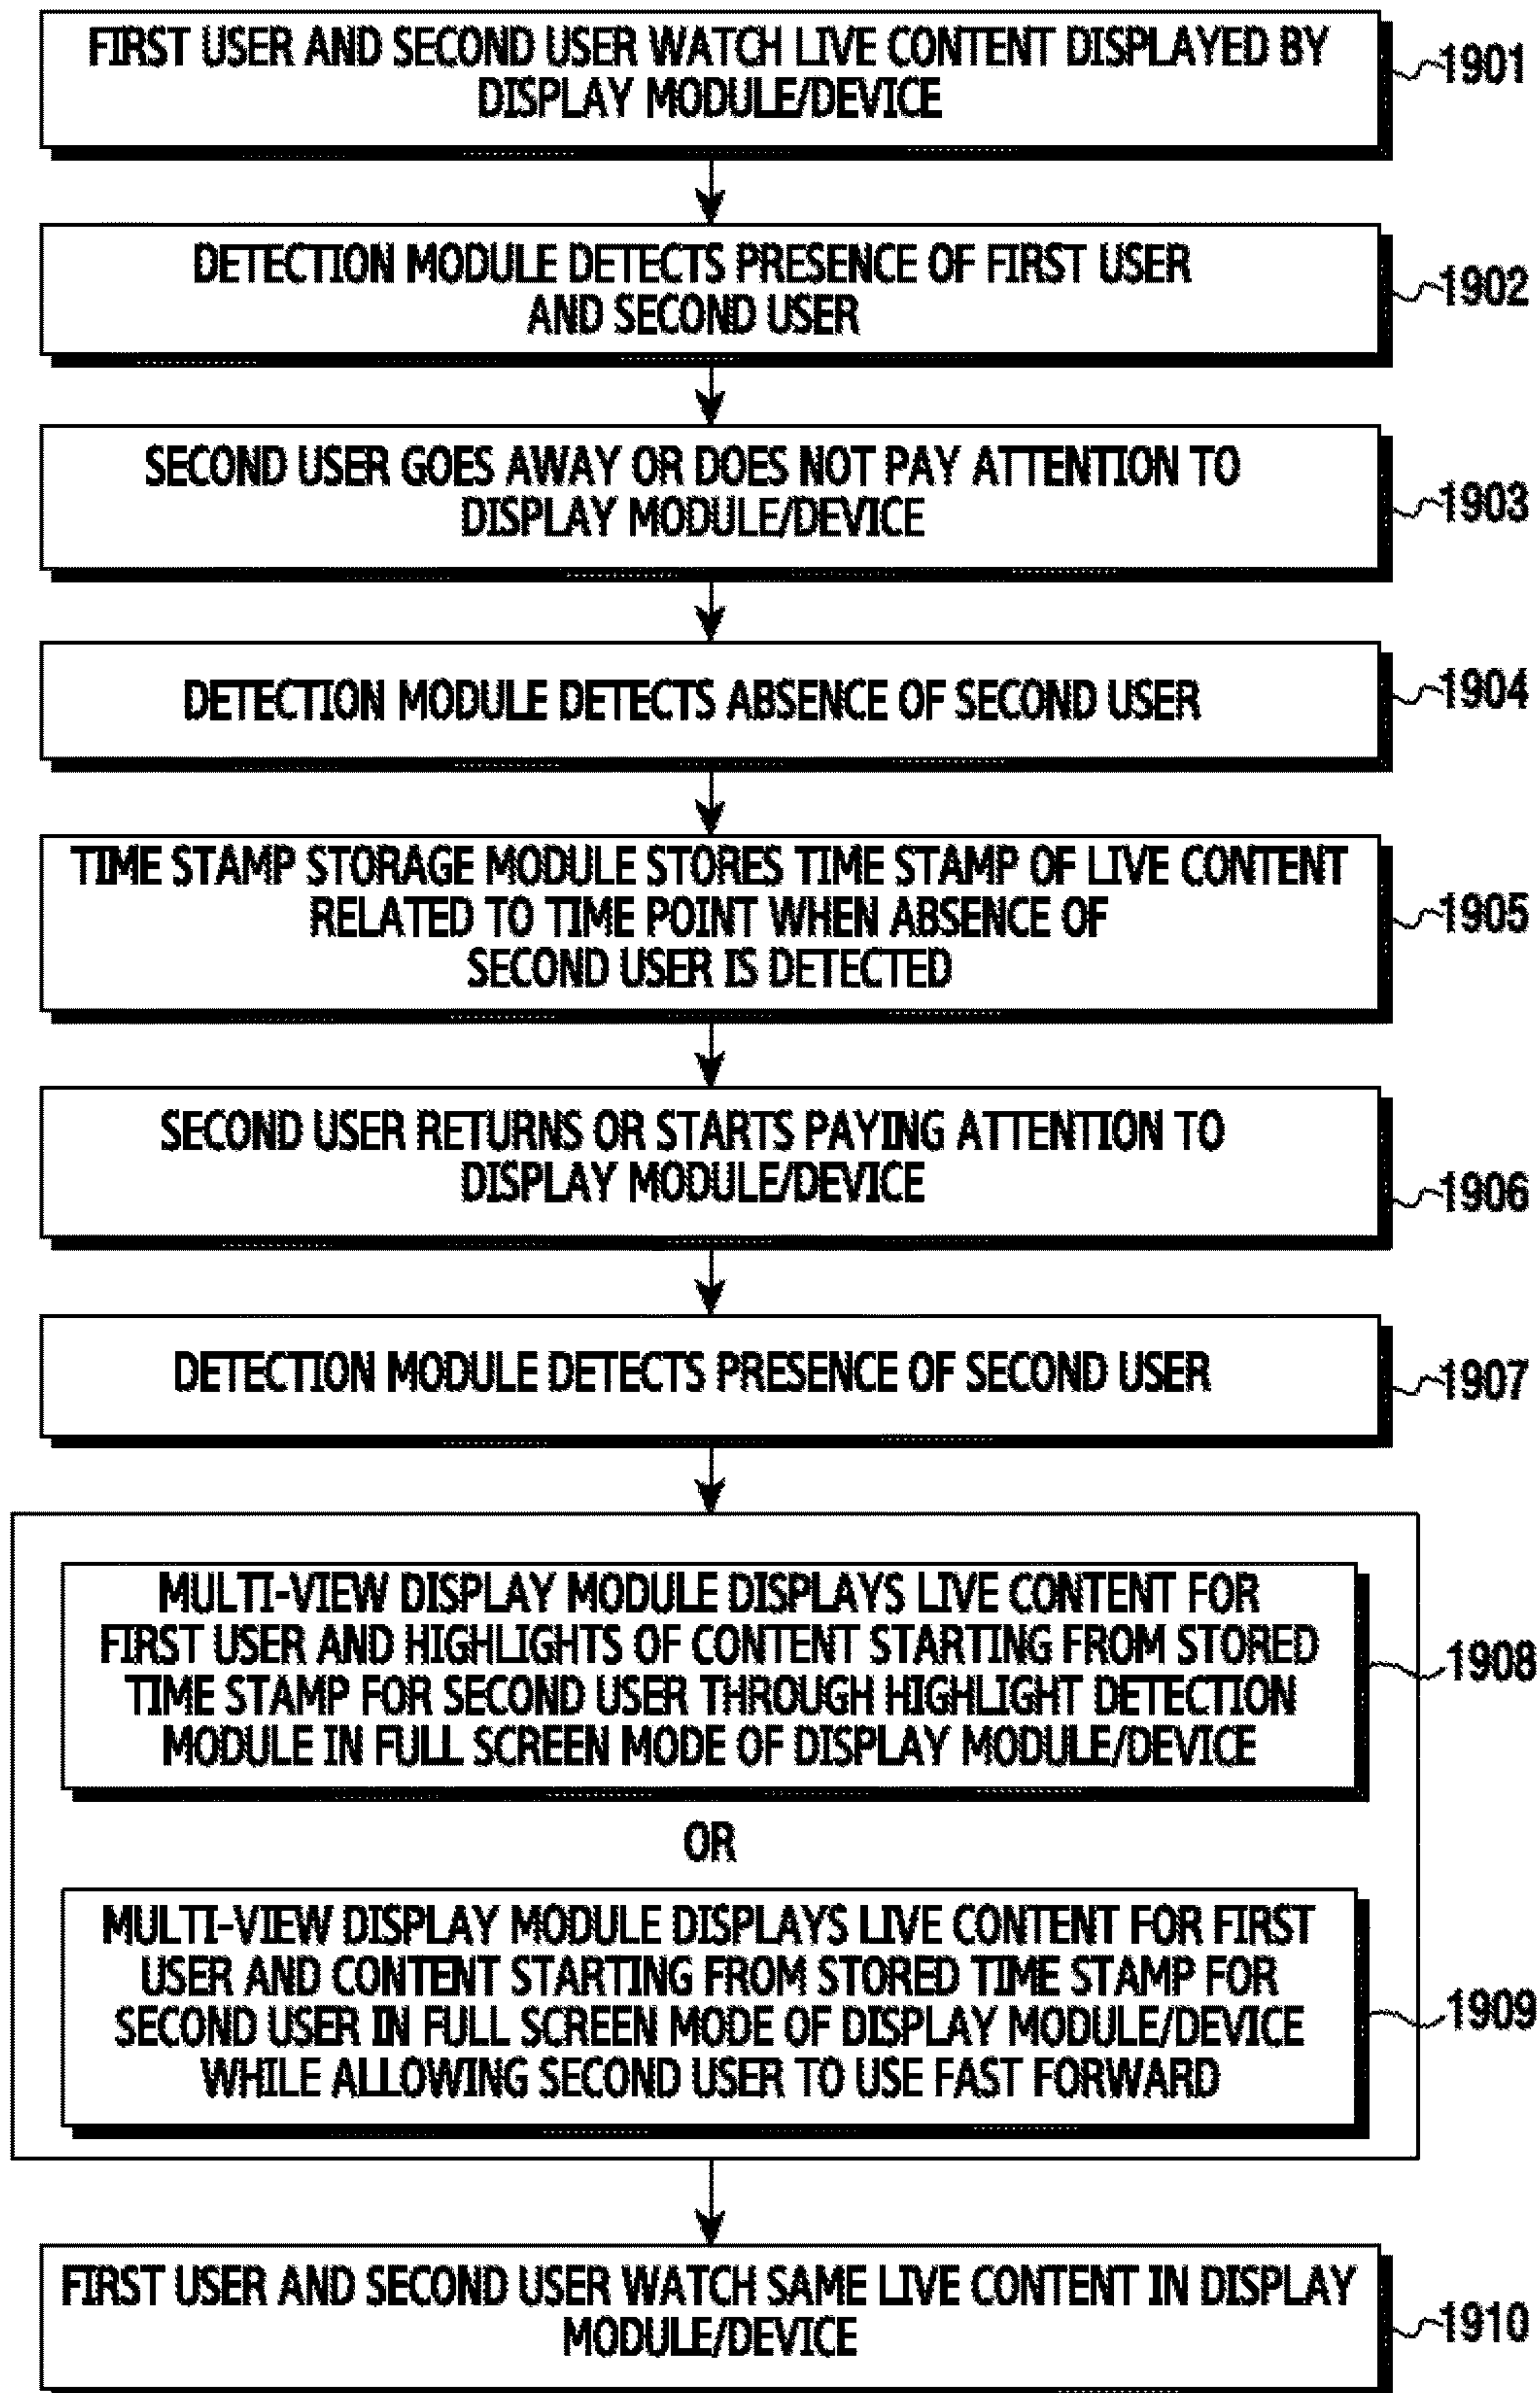 FIRST USER AND SECOND USER WATCH LIVE CONTENT DISPLAYED BY
DISPLAY MODULE/DEVICE
1901
DETECTION MODULE DETECTS PRESENCE OF FIRST USER
AND SECOND USER
1902
SECOND USER GOES AWAY OR DOES NOT PAY ATTENTION TO
DISPLAY MODULE/DEVICE
1903
DETECTION MODULE DETECTS ABSENCE OF SECOND USER
1904
TIME STAMP STORAGE MODULE STORES TIME STAMP OF LIVE CONTENT
RELATED TO TIME POINT WHEN ABSENCE OF
SECOND USER IS DETECTED
1905
SECOND USER RETURNS OR STARTS PAYING ATTENTION TO
DISPLAY MODULE/DEVICE
1906
DETECTION MODULE DETECTS PRESENCE OF SECOND USER
1907
MULTI-VIEW DISPLAY MODULE DISPLAYS LIVE CONTENT FOR
FIRST USER AND HIGHLIGHTS OF CONTENT STARTING FROM STORED
TIME STAMP FOR SECOND USER THROUGH HIGHLIGHT DETECTION
MODULE IN FULL SCREEN MODE OF DISPLAY MODULE/DEVICE
1908
OR
MULTI-VIEW DISPLAY MODULE DISPLAYS LIVE CONTENT FOR FIRST
USER AND CONTENT STARTING FROM STORED TIME STAMP FOR
SECOND USER IN FULL SCREEN MODE OF DISPLAY MODULE/DEVICE
WHILE ALLOWING SECOND USER TO USE FAST FORWARD
1909
FIRST USER AND SECOND USER WATCH SAME LIVE CONTENT IN DISPLAY
MODULE/DEVICE
1910